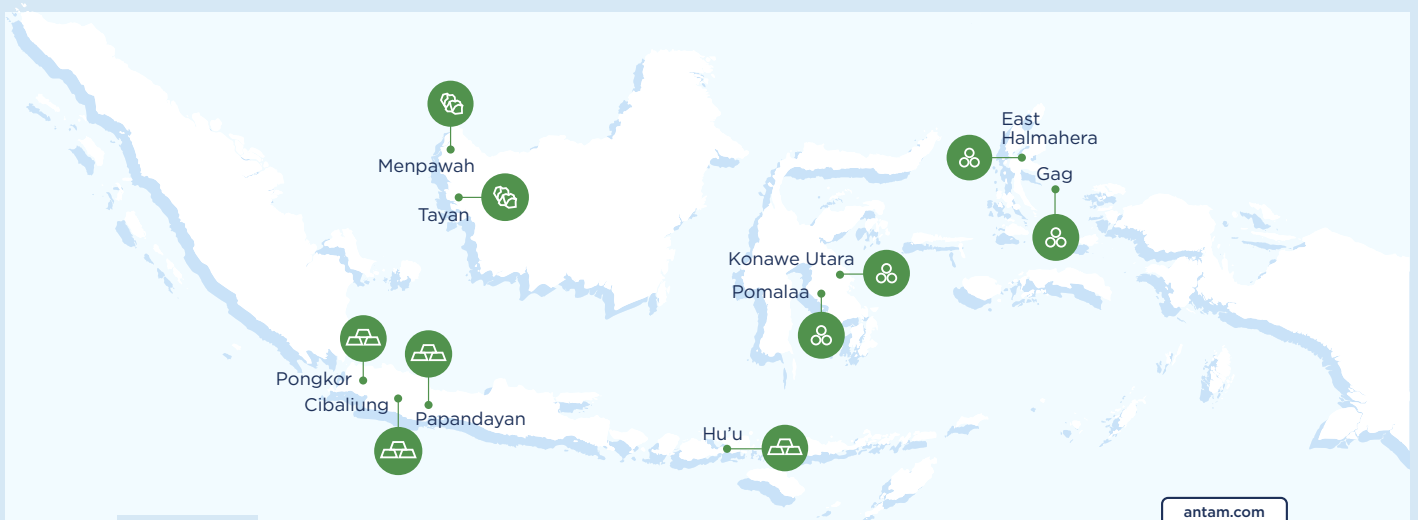 East
Halmahera
Menpawah
Gag
Tayan
Konawe Utara
Pomalaa
Pongkor
Cibaliung
Papandayan
Hu’u
antam.com